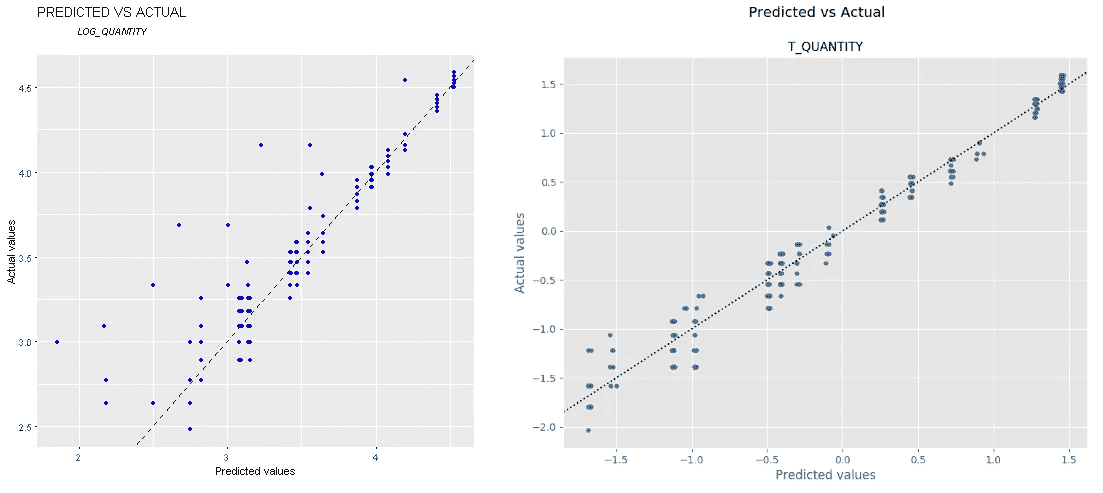 PREDICTED VS ACTUAL
LOG_QUANTITY
4.5
4.0
3.5
3.0
2.5
Actual values
2
3
4
Predicted values
Predicted vs Actual
T_QUANTITY
1.5
1.0
0.5
0.0
−0.5
−1.0
−1.5
−2.0
Actual values
−1.5
−1.0
−0.5
0.0
0.5
1.0
1.5
Predicted values